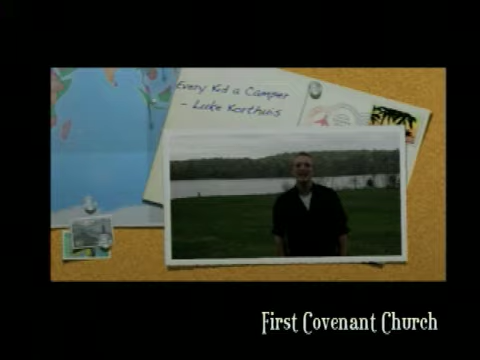 Every Kid a Camper
- Luke Korthuis
First Covenant Church